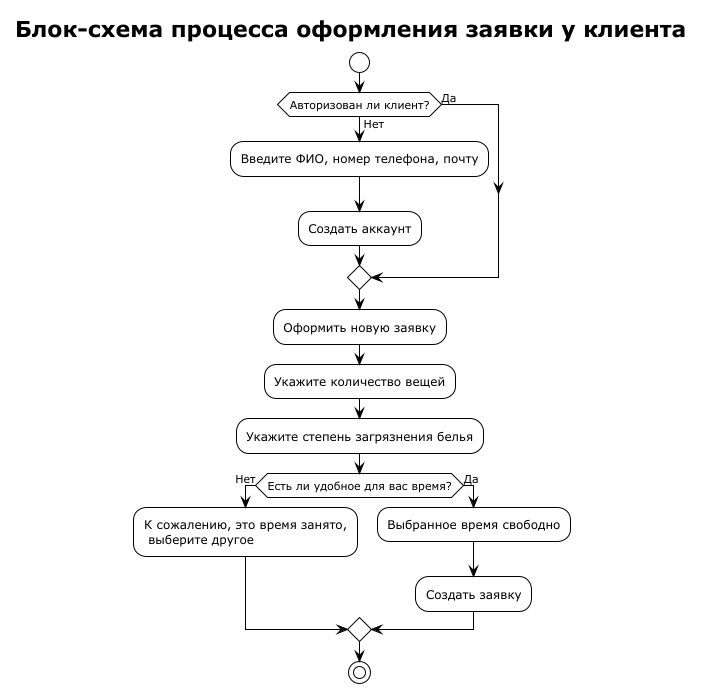 Блок-схема процесса оформления заявки у клиента
Авторизован ли клиент?
Да
Нет
Введите ФИО, номер телефона, почту
Создать аккаунт
Оформить новую заявку
Укажите количество вещей
Укажите степень загрязнения белья
Нет
Есть ли удобное для вас время?
Да
К сожалению, это время занято,
выберите другое
Выбранное время свободно
Создать заявку